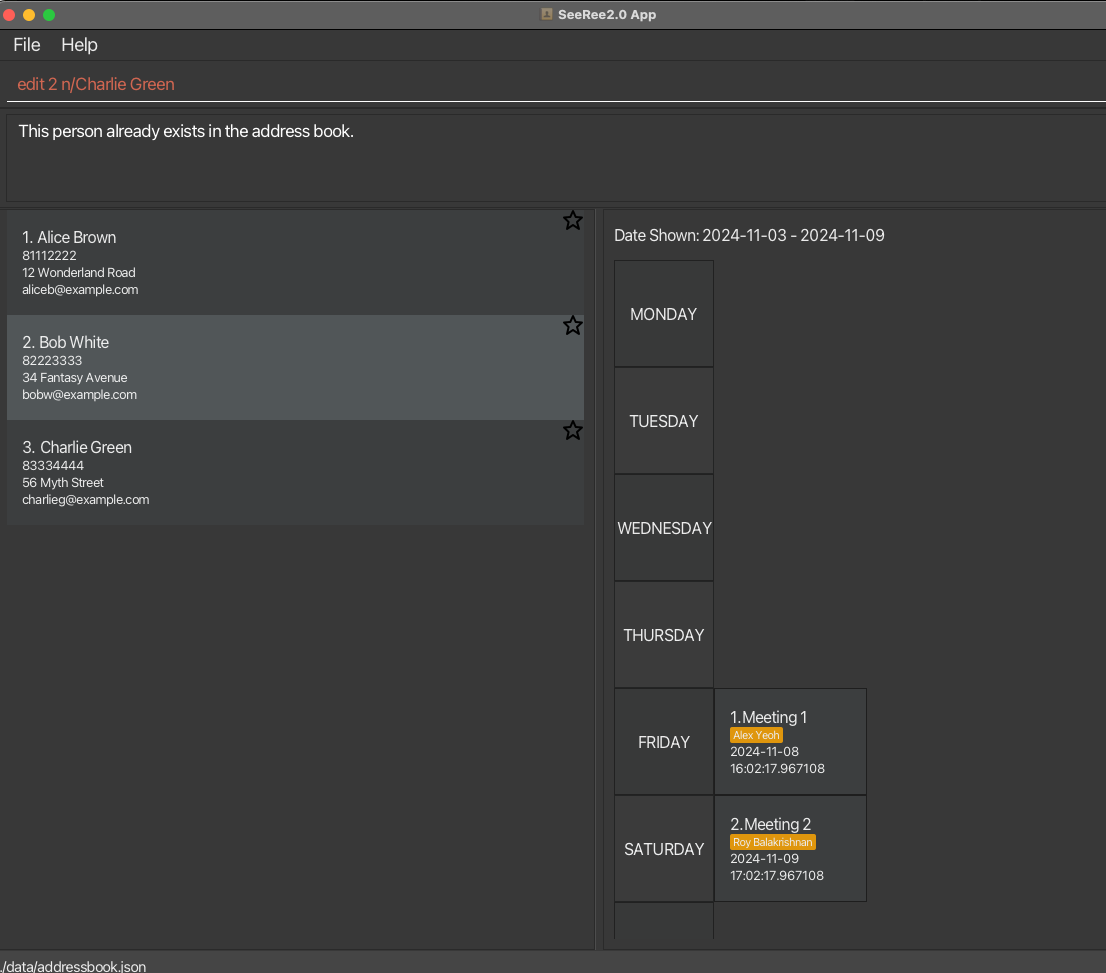 SeeRee2.0 App
File Help
edit 2 n/Charlie Green
This person already exists in the address book.
1. Alice Brown
81112222
12 Wonderland Road
aliceb@example.com
2. Bob White
82223333
34 Fantasy Avenue
bobw@example.com
3. Charlie Green
83334444
56 Myth Street
charlieg@example.com
Date Shown: 2024-11-03 - 2024-11-09
MONDAY
TUESDAY
WEDNESDAY
THURSDAY
FRIDAY
1.Meeting 1
Alex Yeoh
2024-11-08
16:02:17.967108
SATURDAY
2.Meeting 2
Roy Balakrishnan
2024-11-09
17:02:17.967108
./data/addressbook.json